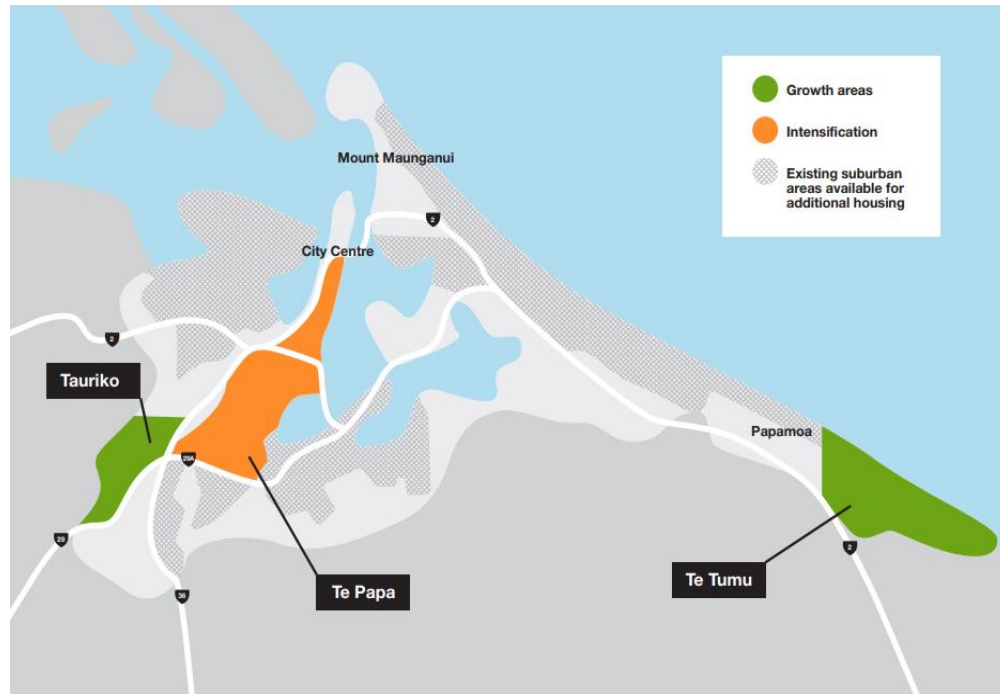 Growth areas
Intensification
Existing suburban
areas available for
additional housing
Mount Maunganui
2
City Centre
2
Tauriko
Papamoa
29A
29
2
Te Tumu
Te Papa
36